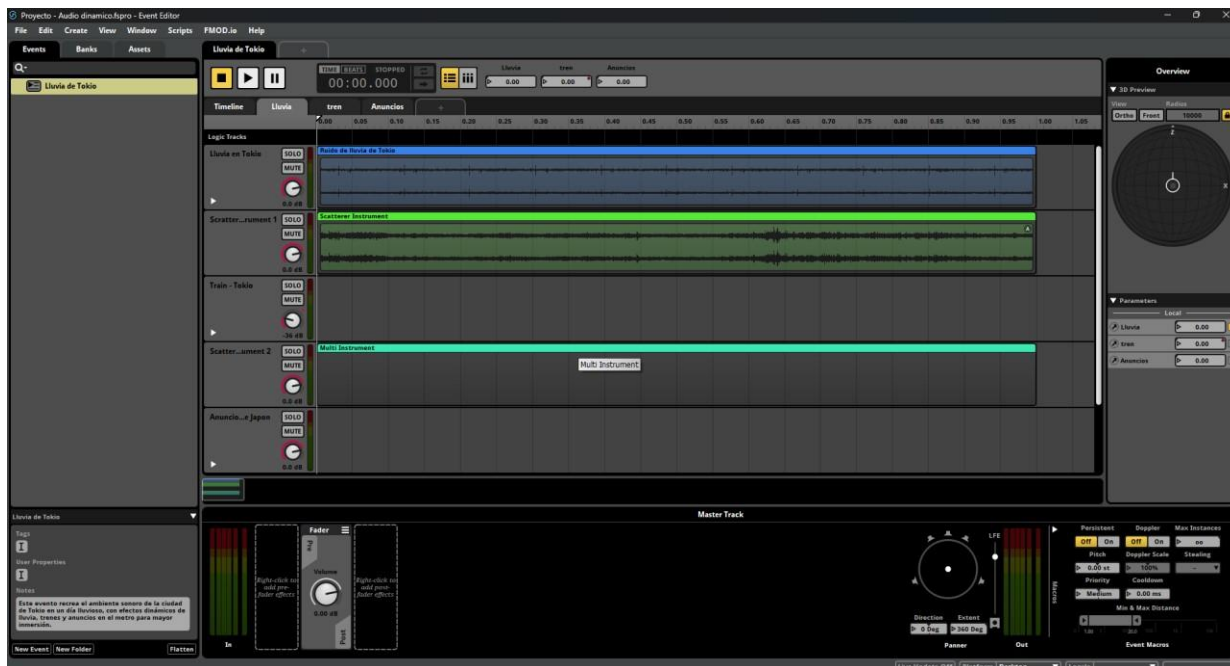 Proyecto - Audio dinamico.fspro - Event Editor
File Edit Create View Window Scripts FMOD.io Help
Events Banks Assets
Lluvia de Tokio
+
Lluvia de Tokio
TIME BEATS STOPPED
00:00.000
Lluvia tren Anuncios
0.00 0.00 0.00
Timeline Lluvia tren Anuncios +
0.00 0.05 0.10 0.15 0.20 0.25 0.30 0.35 0.40 0.45 0.50 0.55 0.60 0.65 0.70 0.75 0.80 0.85 0.90 0.95 1.00 1.05
Logic Tracks
Lluvia en Tokio SOLO
MUTE
0.0 dB
Ruido de lluvia de Tokio
Scratter...rument 1 SOLO
MUTE
0.0 dB
Scatterer Instrument
Train - Tokio SOLO
MUTE
-36 dB
Scatter...ument 2 SOLO
MUTE
0.0 dB
Multi Instrument
Multi Instrument
Anuncio...e Japon SOLO
MUTE
0.0 dB
Overview
3D Preview
View Radius
Ortho Front 10000
Parameters
Local
Lluvia 0.00
tren 0.00
Anuncios 0.00
Lluvia de Tokio
Tags
User Properties
Notes
Este evento recrea el ambiente sonoro de la ciudad
de Tokio en un día lluvioso, con efectos dinámicos de
lluvia, trenes y anuncios en el metro para mayor
inmersión.
New Event New Folder Flatten
Master Track
In
Right-click to
add pre-
fader effects
Fader
Pre
Volume
0.00 dB
Post
Right-click to
add post-
fader effects
LFE
Direction Extent
0 Deg 360 Deg
Panner
Out
Macros
Persistent Doppler Max Instances
Off On Off On oo
Pitch Doppler Scale Stealing
0.00 st 100% -
Priority Cooldown
Medium 0.00 ms
Min & Max Distance
1.00 20.0
Event Macros